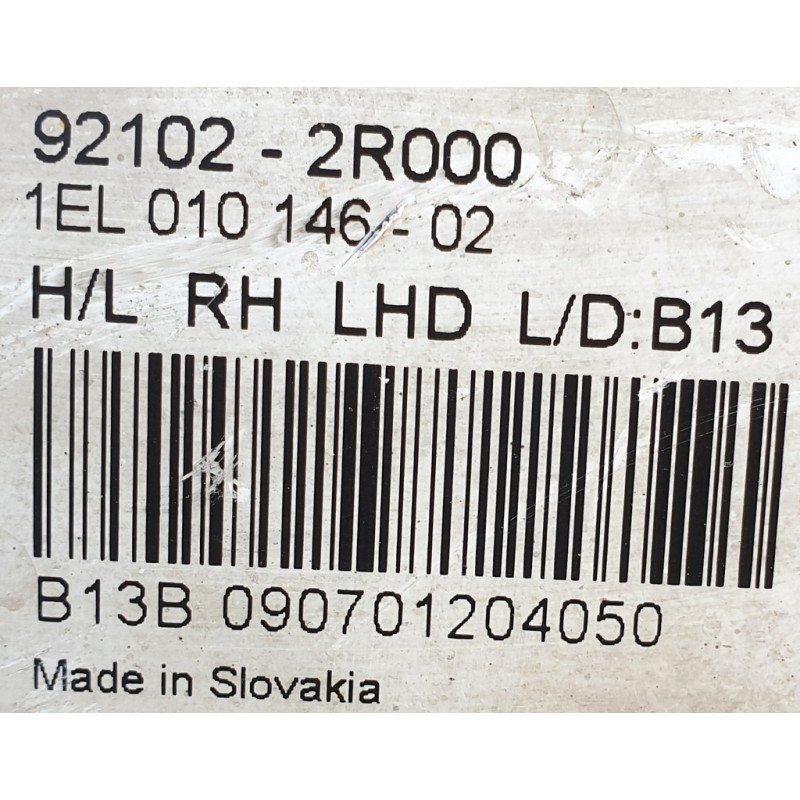 92102 - 2R000
1EL 010 146 - 02
H/L RH LHD L/D:B13
B13B 090701204050
Made in Slovakia